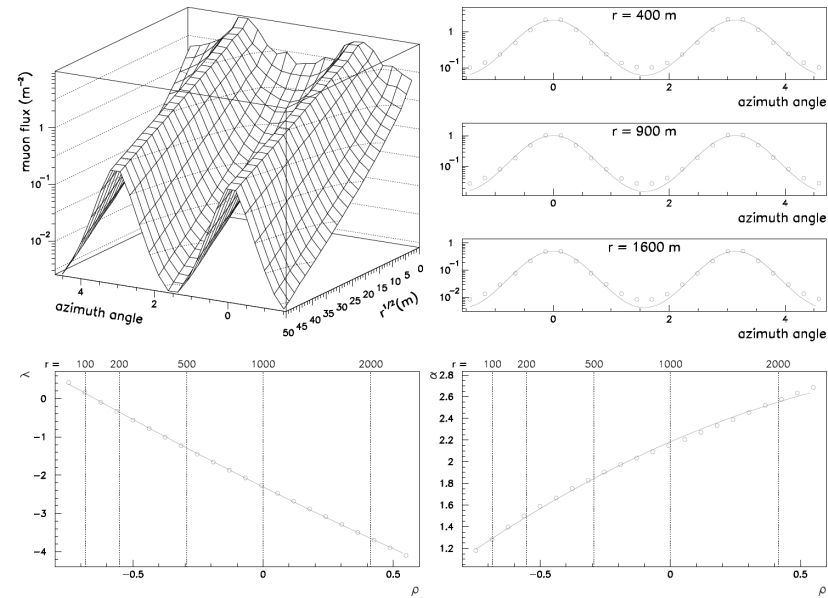 muon flux (m⁻²)
1
10⁻¹
10⁻²
4
2
0
azimuth angle
50 45 40 35 30 25 20 15 10 5 0
r¹ᐟ²(m)
r = 400 m
1
10⁻¹
0
2
4
azimuth angle
r = 900 m
1
10⁻¹
0
2
4
azimuth angle
r = 1600 m
1
10⁻¹
10⁻²
0
2
4
azimuth angle
r = 100 200 500 1000 2000
λ
0
−1
−2
−3
−4
−0.5 0 0.5
ρ
r = 100 200 500 1000 2000
α
2.8
2.6
2.4
2.2
2
1.8
1.6
1.4
1.2
−0.5 0 0.5
ρ